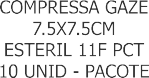 COMPRESSA GAZE
7.5X7.5CM
ESTERIL 11F PCT
10 UNID - PACOTE